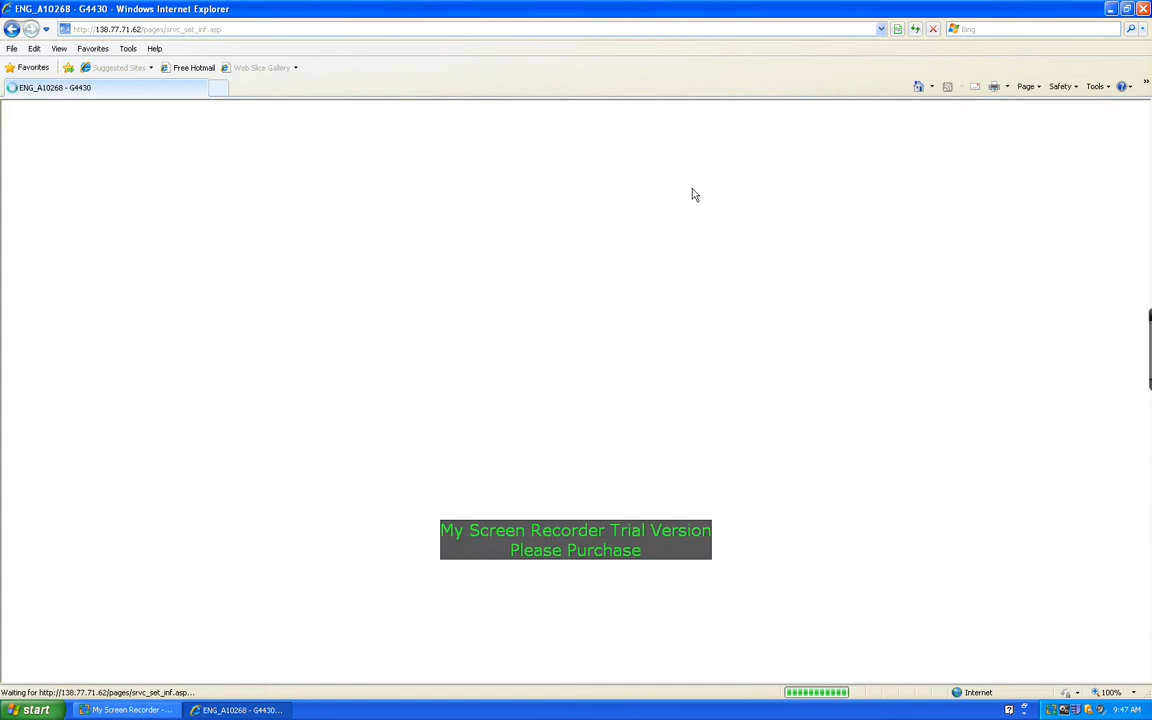 ENG_A10268 - G4430 - Windows Internet Explorer
http://138.77.71.62/pages/srvc_set_inf.asp
Bing
File Edit View Favorites Tools Help
Favorites Suggested Sites Free Hotmail Web Slice Gallery
ENG_A10268 - G4430
Page Safety Tools
My Screen Recorder Trial Version
Please Purchase
Waiting for http://138.77.71.62/pages/srvc_set_inf.asp...
Internet
100%
start
My Screen Recorder -...
ENG_A10268 - G4430...
9:47 AM